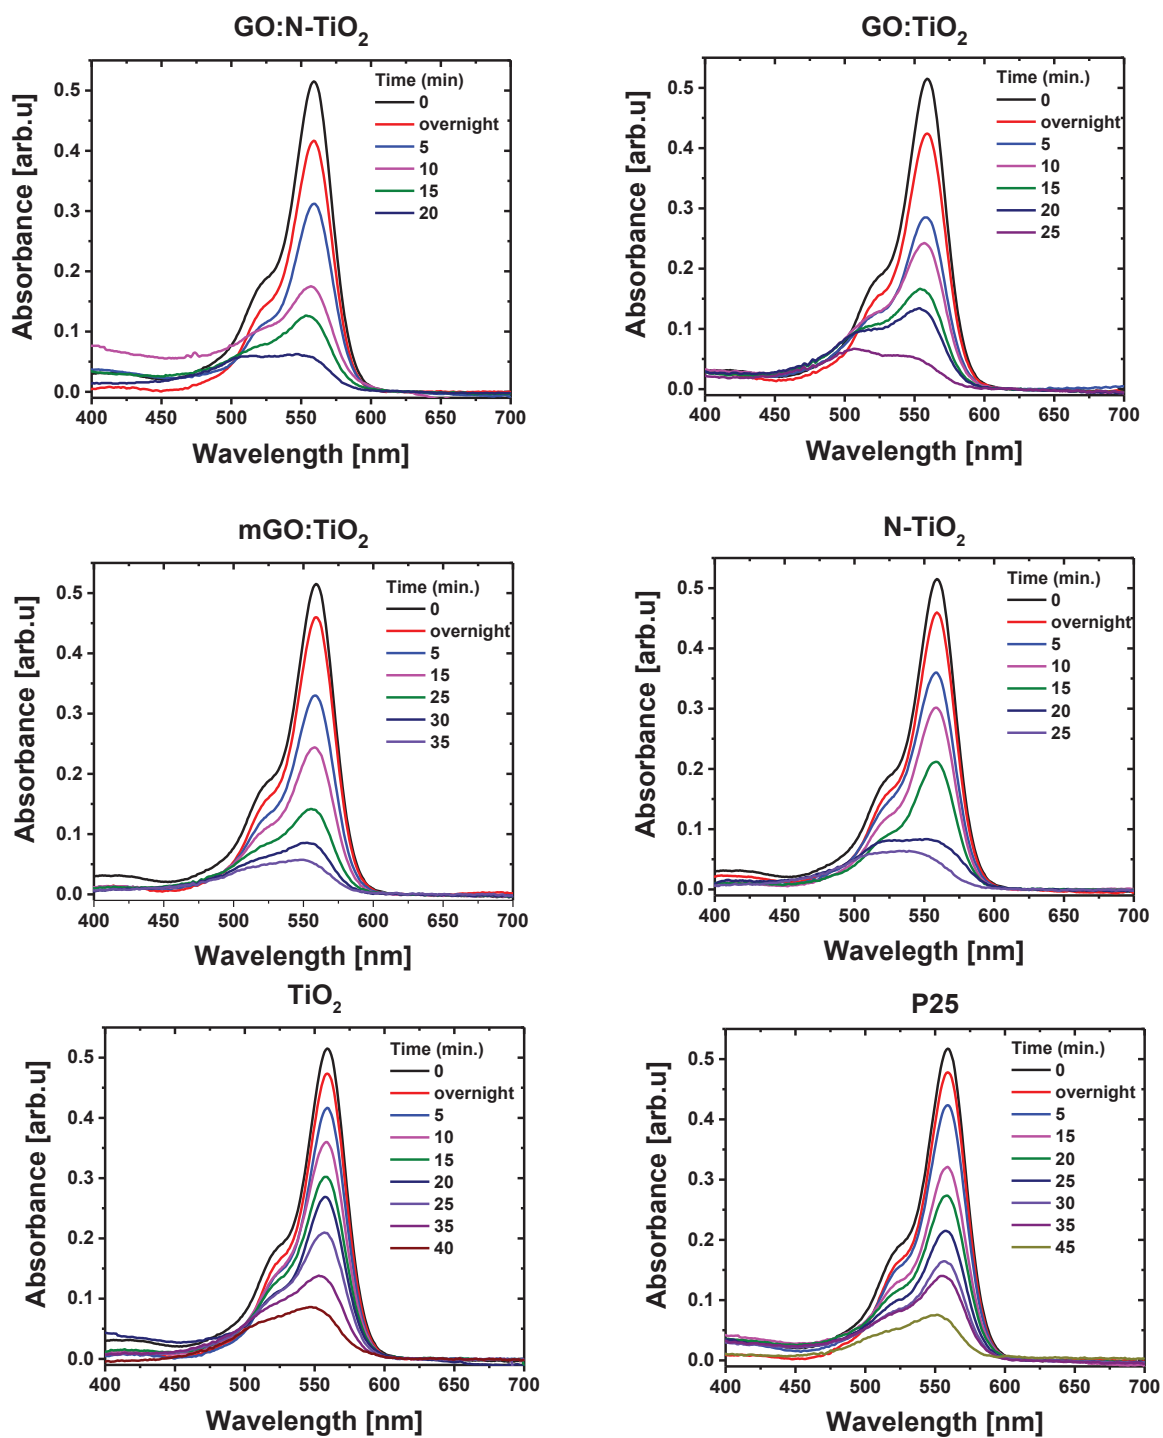 GO:N-TiO2
Absorbance [arb.u]
0.5
0.4
0.3
0.2
0.1
0.0
Time (min)
0
overnight
5
10
15
20
400 450 500 550 600 650 700
Wavelength [nm]
GO:TiO2
Absorbance [arb.u]
0.5
0.4
0.3
0.2
0.1
0.0
Time (min.)
0
overnight
5
10
15
20
25
400 450 500 550 600 650 700
Wavelength [nm]
mGO:TiO2
Absorbance [arb.u]
0.5
0.4
0.3
0.2
0.1
0.0
Time (min.)
0
overnight
5
15
25
30
35
400 450 500 550 600 650 700
Wavelength [nm]
N-TiO2
Absorbance [arb.u]
0.5
0.4
0.3
0.2
0.1
0.0
Time (min.)
0
overnight
5
10
15
20
25
400 450 500 550 600 650 700
Wavelegth [nm]
TiO2
Absorbance [arb.u]
0.5
0.4
0.3
0.2
0.1
0.0
Time (min.)
0
overnight
5
10
15
20
25
35
40
400 450 500 550 600 650 700
Wavelength [nm]
P25
Absorbance [arb.u]
0.5
0.4
0.3
0.2
0.1
0.0
Time (min.)
0
overnight
5
15
20
25
30
35
45
400 450 500 550 600 650 700
Wavelength [nm]